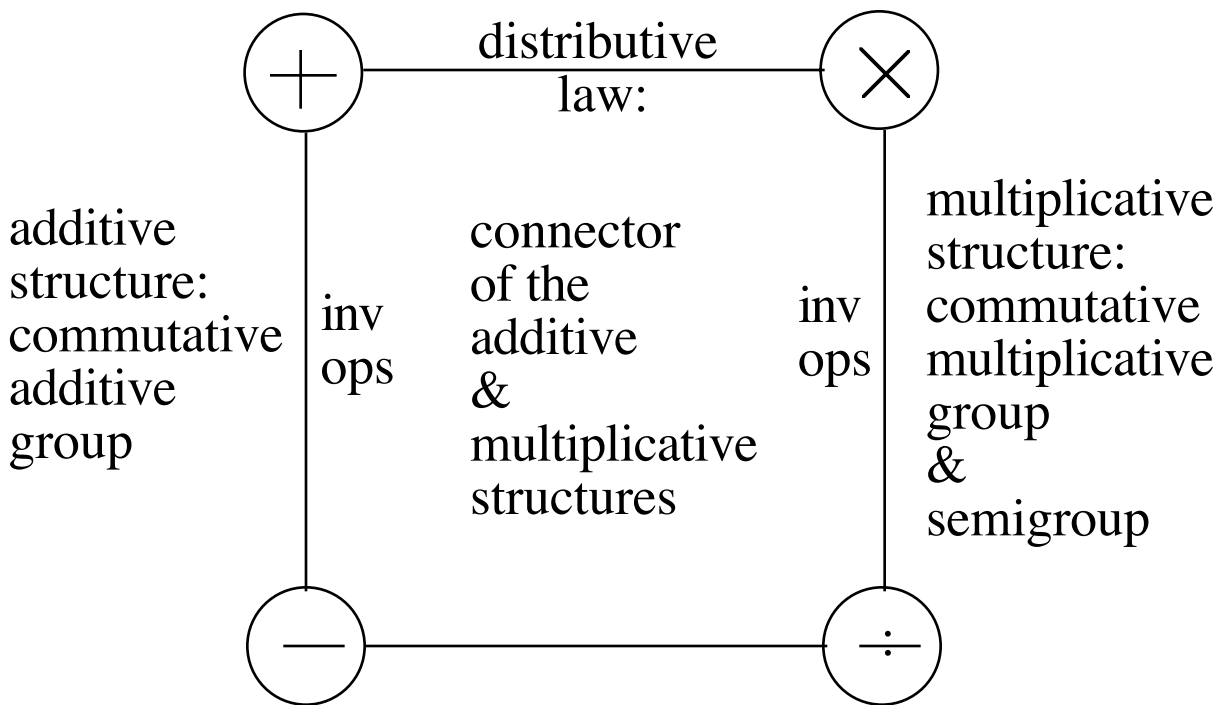 +
distributive
law:
×
additive
structure:
commutative
additive
group
inv
ops
connector
of the
additive
&
multiplicative
structures
inv
ops
multiplicative
structure:
commutative
multiplicative
group
&
semigroup
−
÷